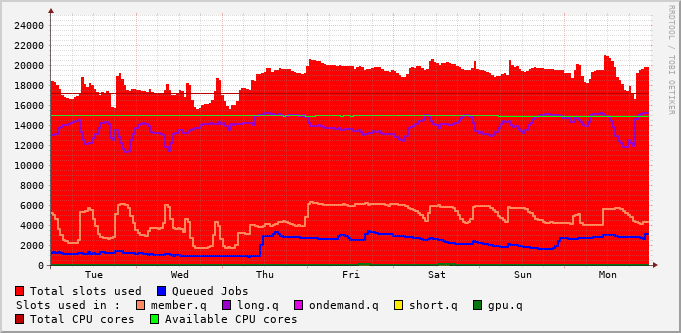 24000
22000
20000
18000
16000
14000
12000
10000
8000
6000
4000
2000
0
Tue Wed Thu Fri Sat Sun Mon
Total slots used Queued Jobs
Slots used in : member.q long.q ondemand.q short.q gpu.q
Total CPU cores Available CPU cores
RRDTOOL / TOBI OETIKER